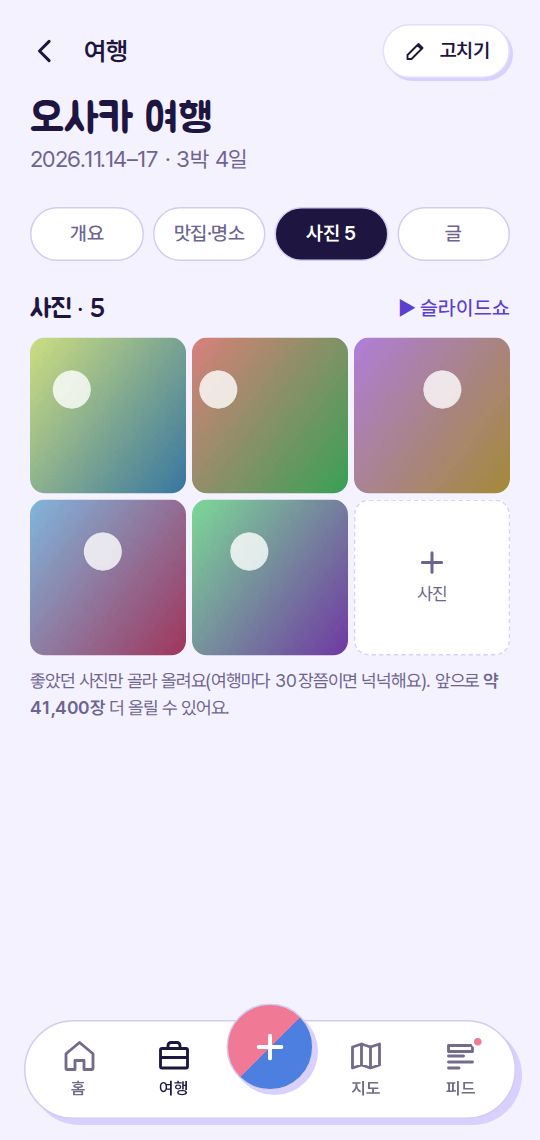 여행
고치기
오사카 여행
2026.11.14–17 · 3박 4일
개요
맛집·명소
사진 5
글
사진 · 5
▶ 슬라이드쇼
사진
좋았던 사진만 골라 올려요(여행마다 30장쯤이면 넉넉해요). 앞으로 약
41,400장 더 올릴 수 있어요.
홈
여행
지도
피드